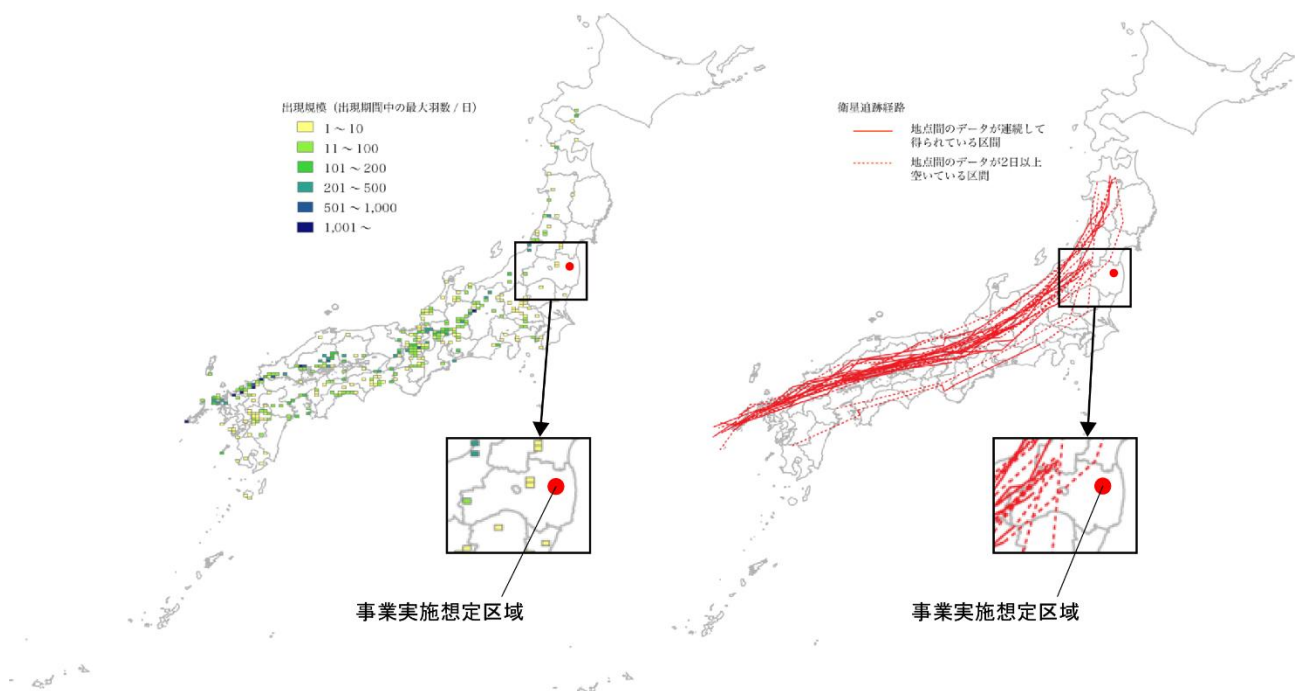 出現規模（出現期間中の最大羽数 / 日）
1～10
11～100
101～200
201～500
501～1,000
1,001～
事業実施想定区域
衛星追跡経路
地点間のデータが連続して
得られている区間
地点間のデータが2日以上
空いている区間
事業実施想定区域